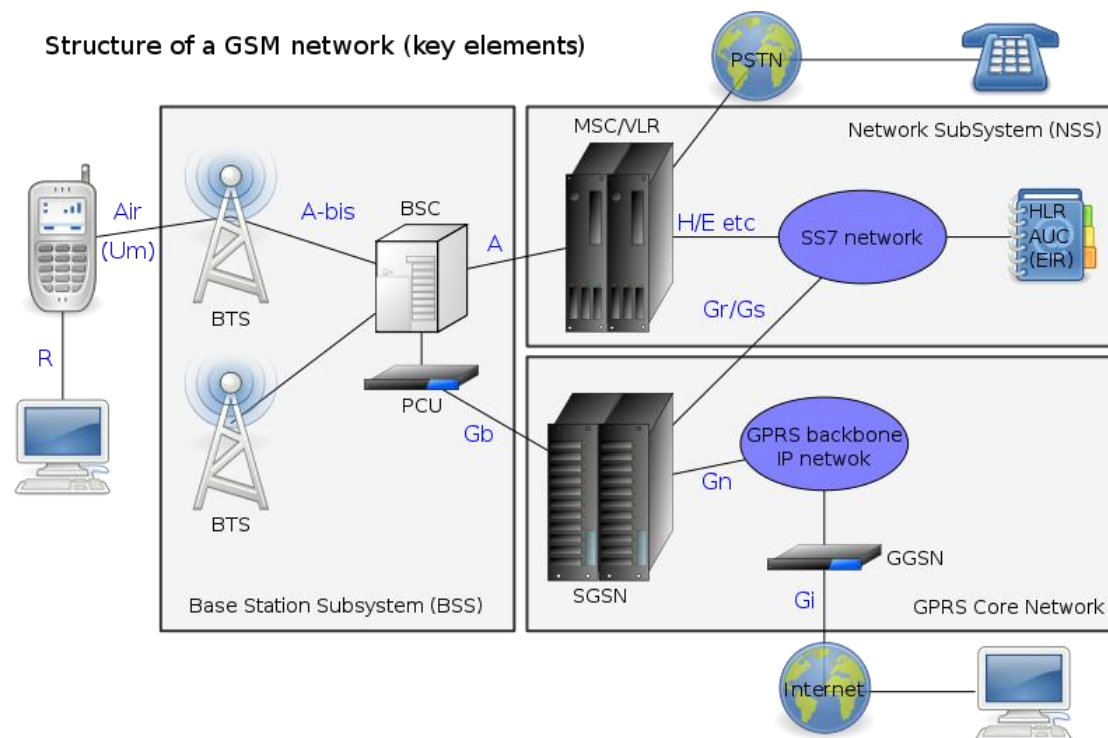 Structure of a GSM network (key elements)
PSTN
MSC/VLR
Network SubSystem (NSS)
Air
(Um)
A-bis
BSC
A
H/E etc
SS7 network
HLR
AUC
(EIR)
BTS
Gr/Gs
R
PCU
Gb
GPRS backbone
IP netwok
Gn
BTS
GGSN
SGSN
Gi
Base Station Subsystem (BSS)
GPRS Core Network
Internet